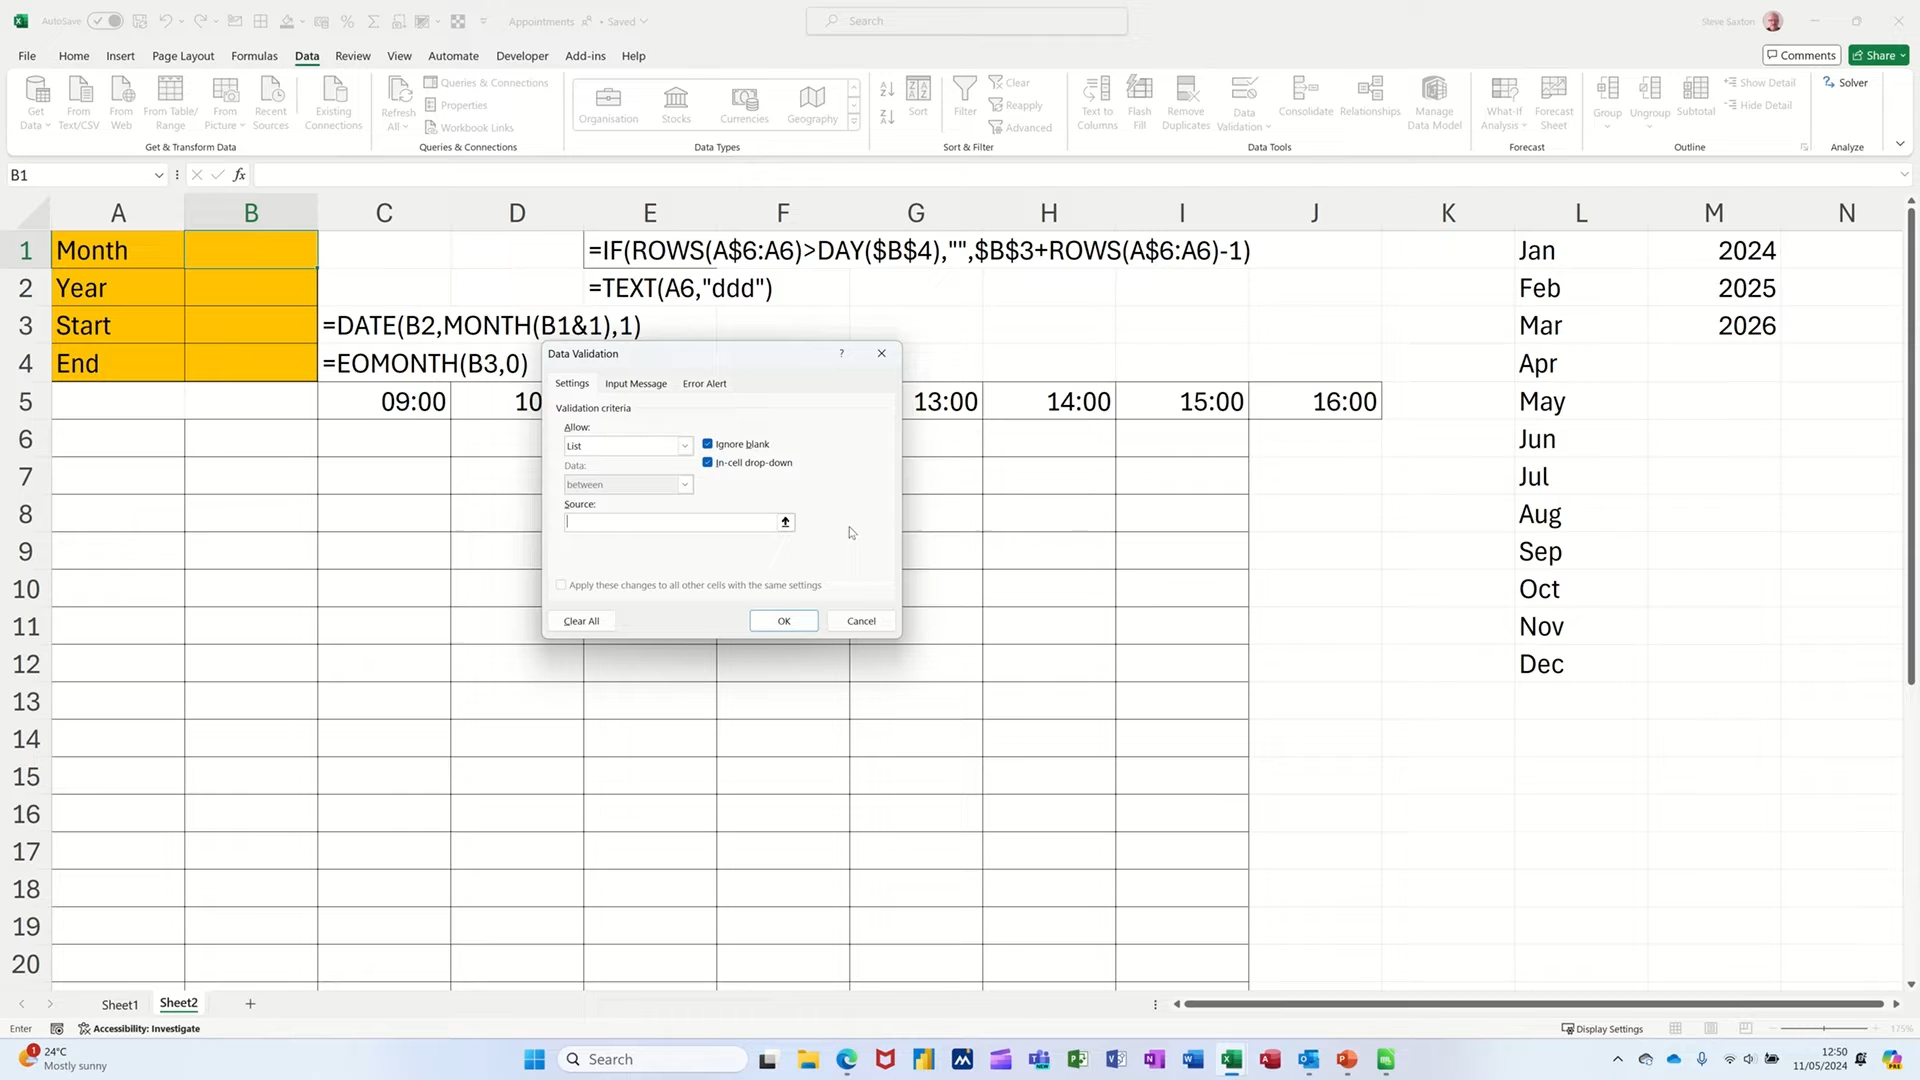 AutoSave
Appointments
• Saved
Search
Steve Saxton
File Home Insert Page Layout Formulas Data Review View Automate Developer Add-ins Help
Comments
Share
Get Data
From Text/CSV
From Web
From Table/ Range
From Picture
Recent Sources
Existing Connections
Get & Transform Data
Refresh All
Queries & Connections
Properties
Workbook Links
Queries & Connections
Organisation
Stocks
Currencies
Geography
Data Types
Sort
Filter
Clear
Reapply
Advanced
Sort & Filter
Text to Columns
Flash Fill
Remove Duplicates
Data Validation
Consolidate
Relationships
Manage Data Model
Data Tools
What-If Analysis
Forecast Sheet
Forecast
Group
Ungroup
Subtotal
Show Detail
Hide Detail
Outline
Solver
Analyze
B1
fx
A B C D E F G H I J K L M N
1 Month =IF(ROWS(A$6:A6)>DAY($B$4),"",$B$3+ROWS(A$6:A6)-1) Jan 2024
2 Year =TEXT(A6,"ddd") Feb 2025
3 Start =DATE(B2,MONTH(B1&1),1) Mar 2026
4 End =EOMONTH(B3,0) Apr
5 09:00 10 13:00 14:00 15:00 16:00 May
6 Jun
7 Jul
8 Aug
9 Sep
10 Oct
11 Nov
12 Dec
13
14
15
16
17
18
19
20
Data Validation
?
Settings Input Message Error Alert
Validation criteria
Allow:
List
Ignore blank
In-cell drop-down
Data:
between
Source:
Apply these changes to all other cells with the same settings
Clear All OK Cancel
Sheet1 Sheet2
Enter
Accessibility: Investigate
Display Settings
175%
1
24°C
Mostly sunny
Search
NEW
12:50
11/05/2024
PRE